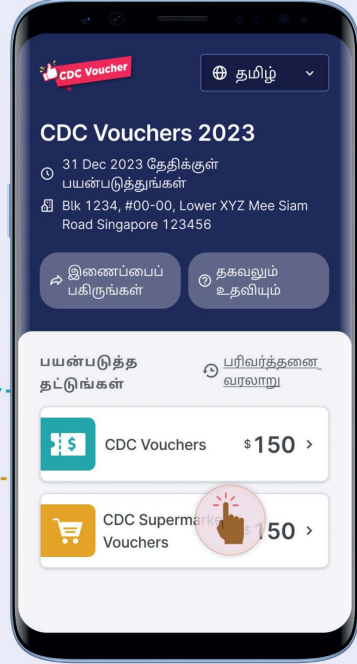 CDC Voucher
தமிழ்
CDC Vouchers 2023
31 Dec 2023 தேதிக்குள்
பயன்படுத்துங்கள்
Blk 1234, #00-00, Lower XYZ Mee Siam
Road Singapore 123456
இணைப்பைப்
பகிருங்கள்
தகவலும்
உதவியும்
பயன்படுத்த
தட்டுங்கள்
பரிவர்த்தனை
வரலாறு
$
CDC Vouchers
$150
CDC Supermarke
Vouchers
$150